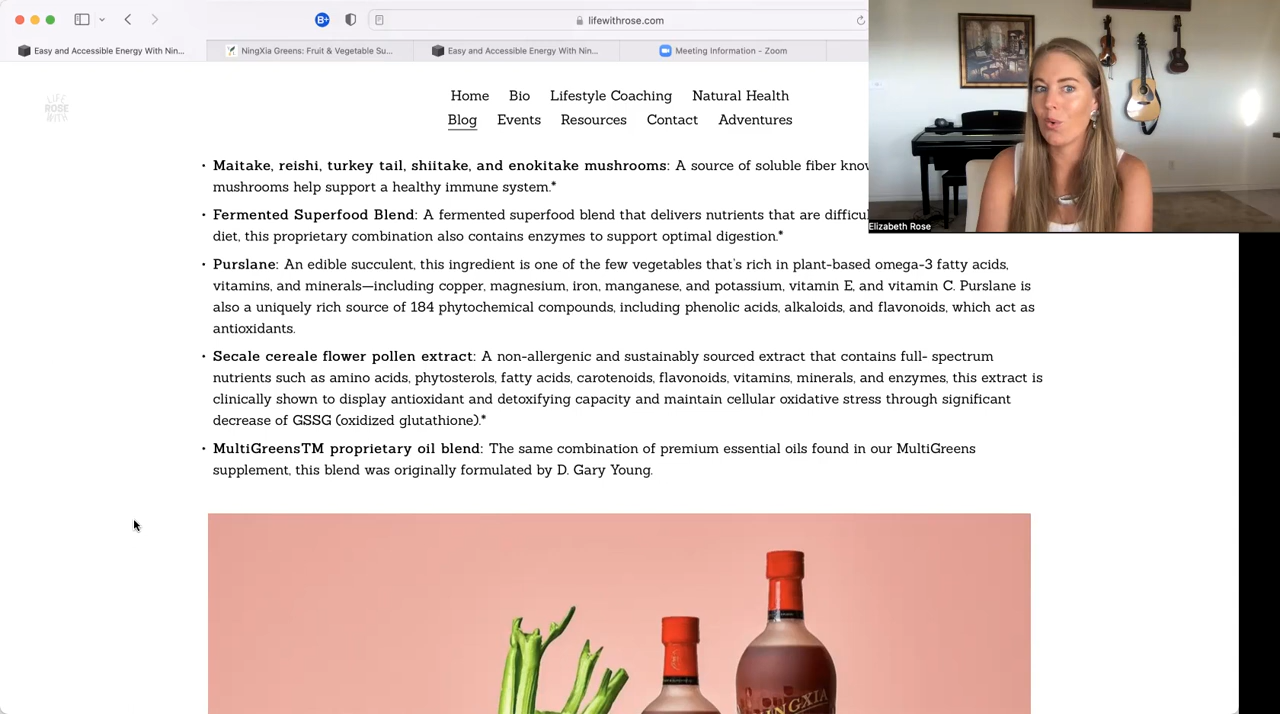 lifewithrose.com
Easy and Accessible Energy With Nin...
NingXia Greens: Fruit & Vegetable Su...
Easy and Accessible Energy With Nin...
Meeting Information - Zoom
LIFE
ROSE
WITH
Home Bio Lifestyle Coaching Natural Health
Blog Events Resources Contact Adventures
Elizabeth Rose
• Maitake, reishi, turkey tail, shiitake, and enokitake mushrooms: A source of soluble fiber
mushrooms help support a healthy immune system.*
• Fermented Superfood Blend: A fermented superfood blend that delivers nutrients that are
diet, this proprietary combination also contains enzymes to support optimal digestion.*
• Purslane: An edible succulent, this ingredient is one of the few vegetables that's rich in plant-based omega-3 fatty acids,
vitamins, and minerals—including copper, magnesium, iron, manganese, and potassium, vitamin E, and vitamin C. Purslane is
also a uniquely rich source of 184 phytochemical compounds, including phenolic acids, alkaloids, and flavonoids, which act as
antioxidants.
• Secale cereale flower pollen extract: A non-allergenic and sustainably sourced extract that contains full- spectrum
nutrients such as amino acids, phytosterols, fatty acids, carotenoids, flavonoids, vitamins, minerals, and enzymes, this extract is
clinically shown to display antioxidant and detoxifying capacity and maintain cellular oxidative stress through significant
decrease of GSSG (oxidized glutathione).*
• MultiGreensTM proprietary oil blend: The same combination of premium essential oils found in our MultiGreens
supplement, this blend was originally formulated by D. Gary Young.
NINGXIA